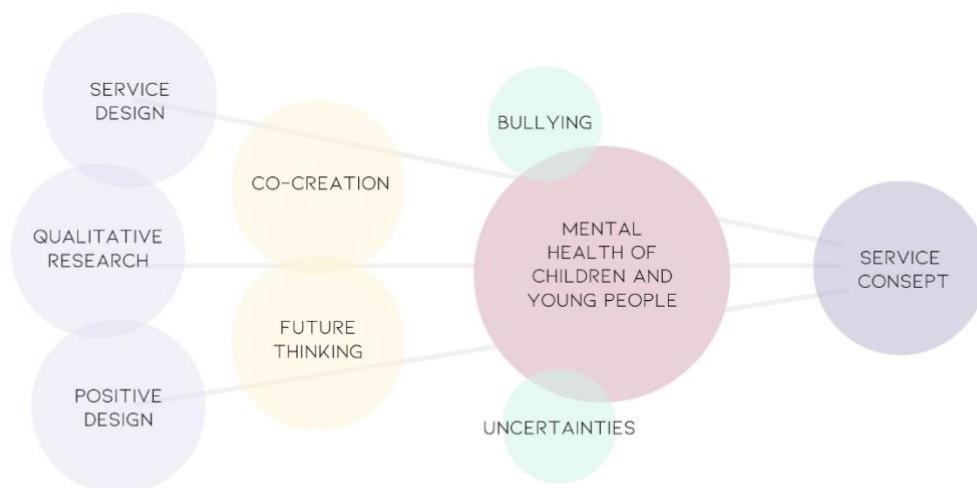 SERVICE
DESIGN
QUALITATIVE
RESEARCH
POSITIVE
DESIGN
CO-CREATION
FUTURE
THINKING
BULLYING
MENTAL
HEALTH OF
CHILDREN AND
YOUNG PEOPLE
UNCERTAINTIES
SERVICE
CONSEPT